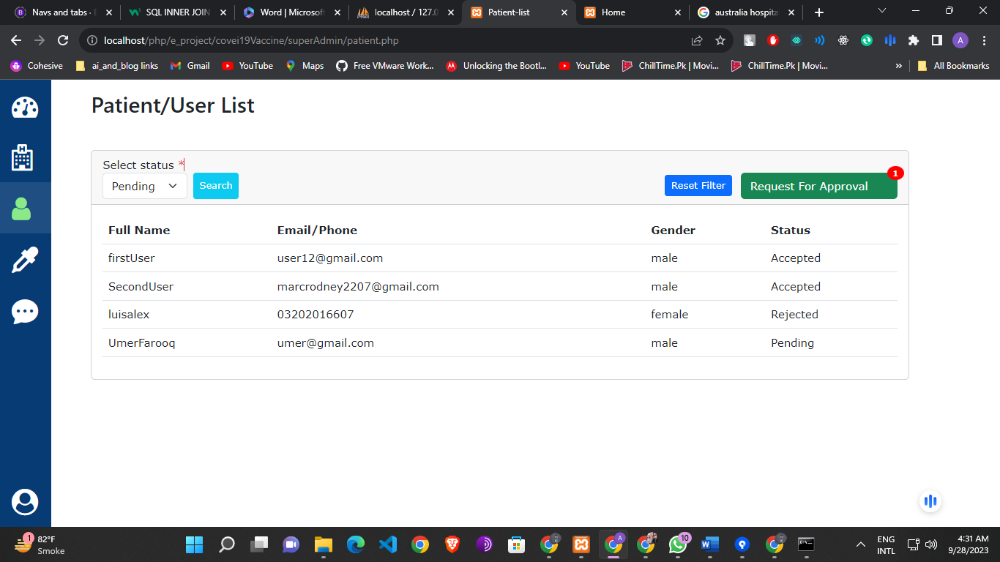 Navs and tabs · B
SQL INNER JOIN
Word | Microsof
localhost / 127.0
Patient-list
Home
australia hospita
localhost/php/e_project/covei19Vaccine/superAdmin/patient.php
A
Cohesive
ai_and_blog links
Gmail
YouTube
Maps
Free VMware Work...
Unlocking the Bootl...
YouTube
ChillTime.Pk | Movi...
ChillTime.Pk | Movi...
»
All Bookmarks
Patient/User List
Select status *
Pending
Search
Reset Filter
Request For Approval
1
Full Name Email/Phone Gender Status
firstUser user12@gmail.com male Accepted
SecondUser marcrodney2207@gmail.com male Accepted
luisalex 03202016607 female Rejected
UmerFarooq umer@gmail.com male Pending
1
82°F
Smoke
A
10
ENG
INTL
4:31 AM
9/28/2023